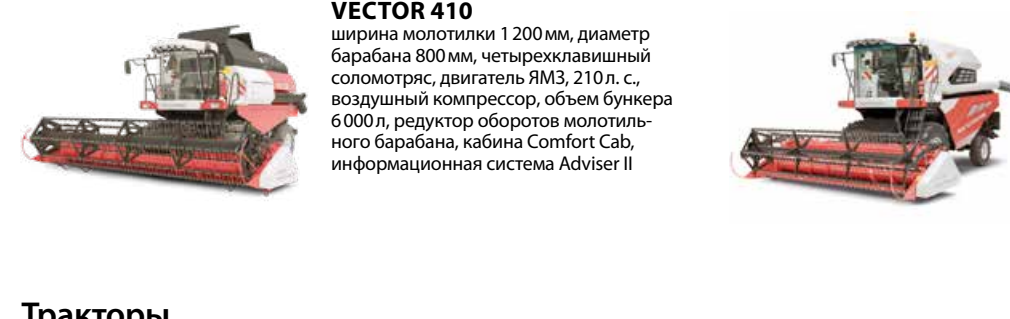 VECTOR 410
ширина молотилки 1 200 мм, диаметр
барабана 800 мм, четырехклавишный
соломотряс, двигатель ЯМЗ, 210 л. с.,
воздушный компрессор, объем бункера
6 000 л, редуктор оборотов молотиль-
ного барабана, кабина Comfort Cab,
информационная система Adviser II
Тракторы